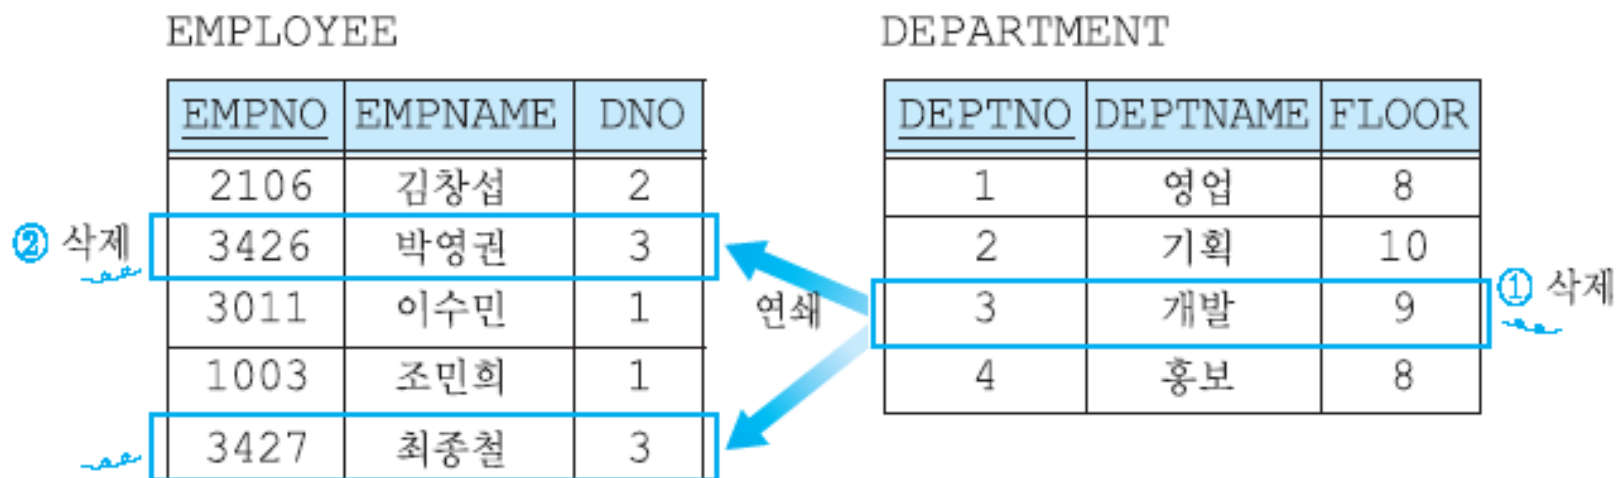 EMPLOYEE DEPARTMENT
EMPNO EMPNAME DNO DEPTNO DEPTNAME FLOOR
2106 김창섭 2 1 영업 8
② 삭제 3426 박영권 3 2 기획 10
3011 이수민 1 연쇄 3 개발 9 ① 삭제
1003 조민희 1 4 홍보 8
3427 최종철 3